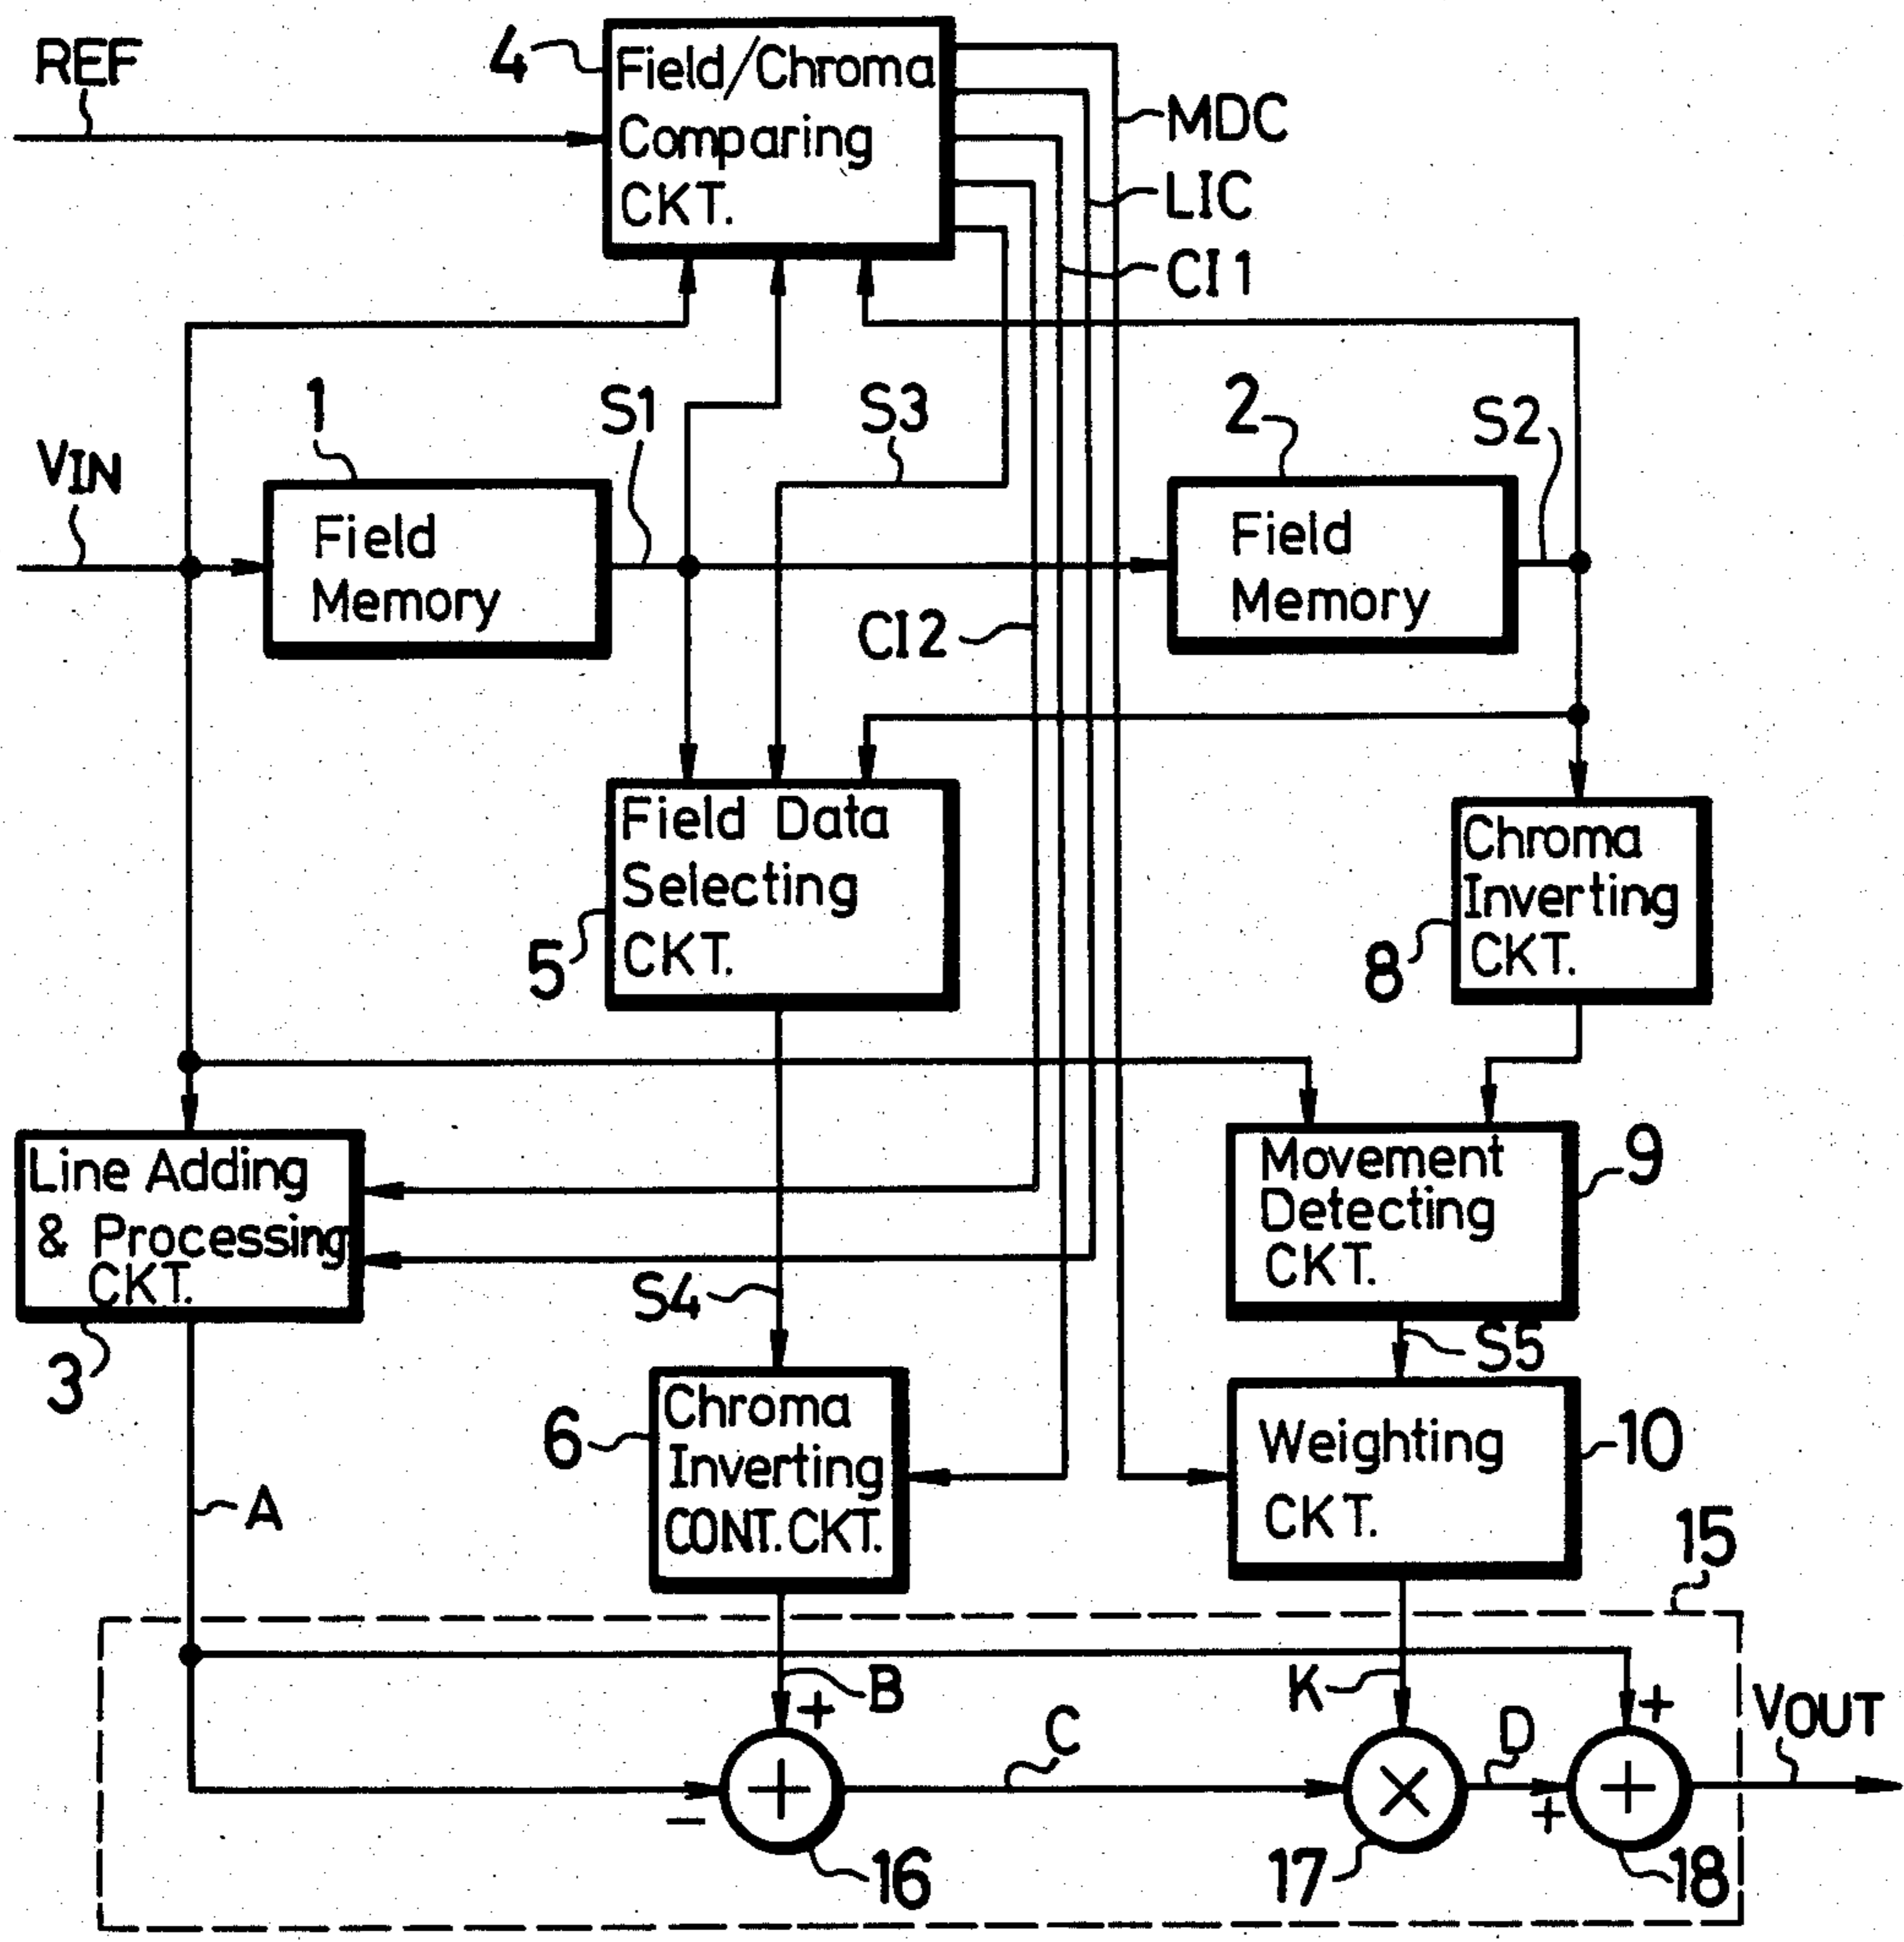 REF
4
Field/Chroma
Comparing
CKT.
MDC
LIC
CI1
1
S1
S3
2
S2
VIN
Field
Memory
Field
Memory
CI2
Field Data
Selecting
CKT.
5
Chroma
Inverting
CKT.
8
Line Adding
& Processing
CKT.
3
Movement
Detecting
CKT.
9
S4
S5
6
Chroma
Inverting
CONT. CKT.
Weighting
CKT.
10
A
15
B
K
+
C
D
+
VOUT
+
×
+
−
+
16
17
18